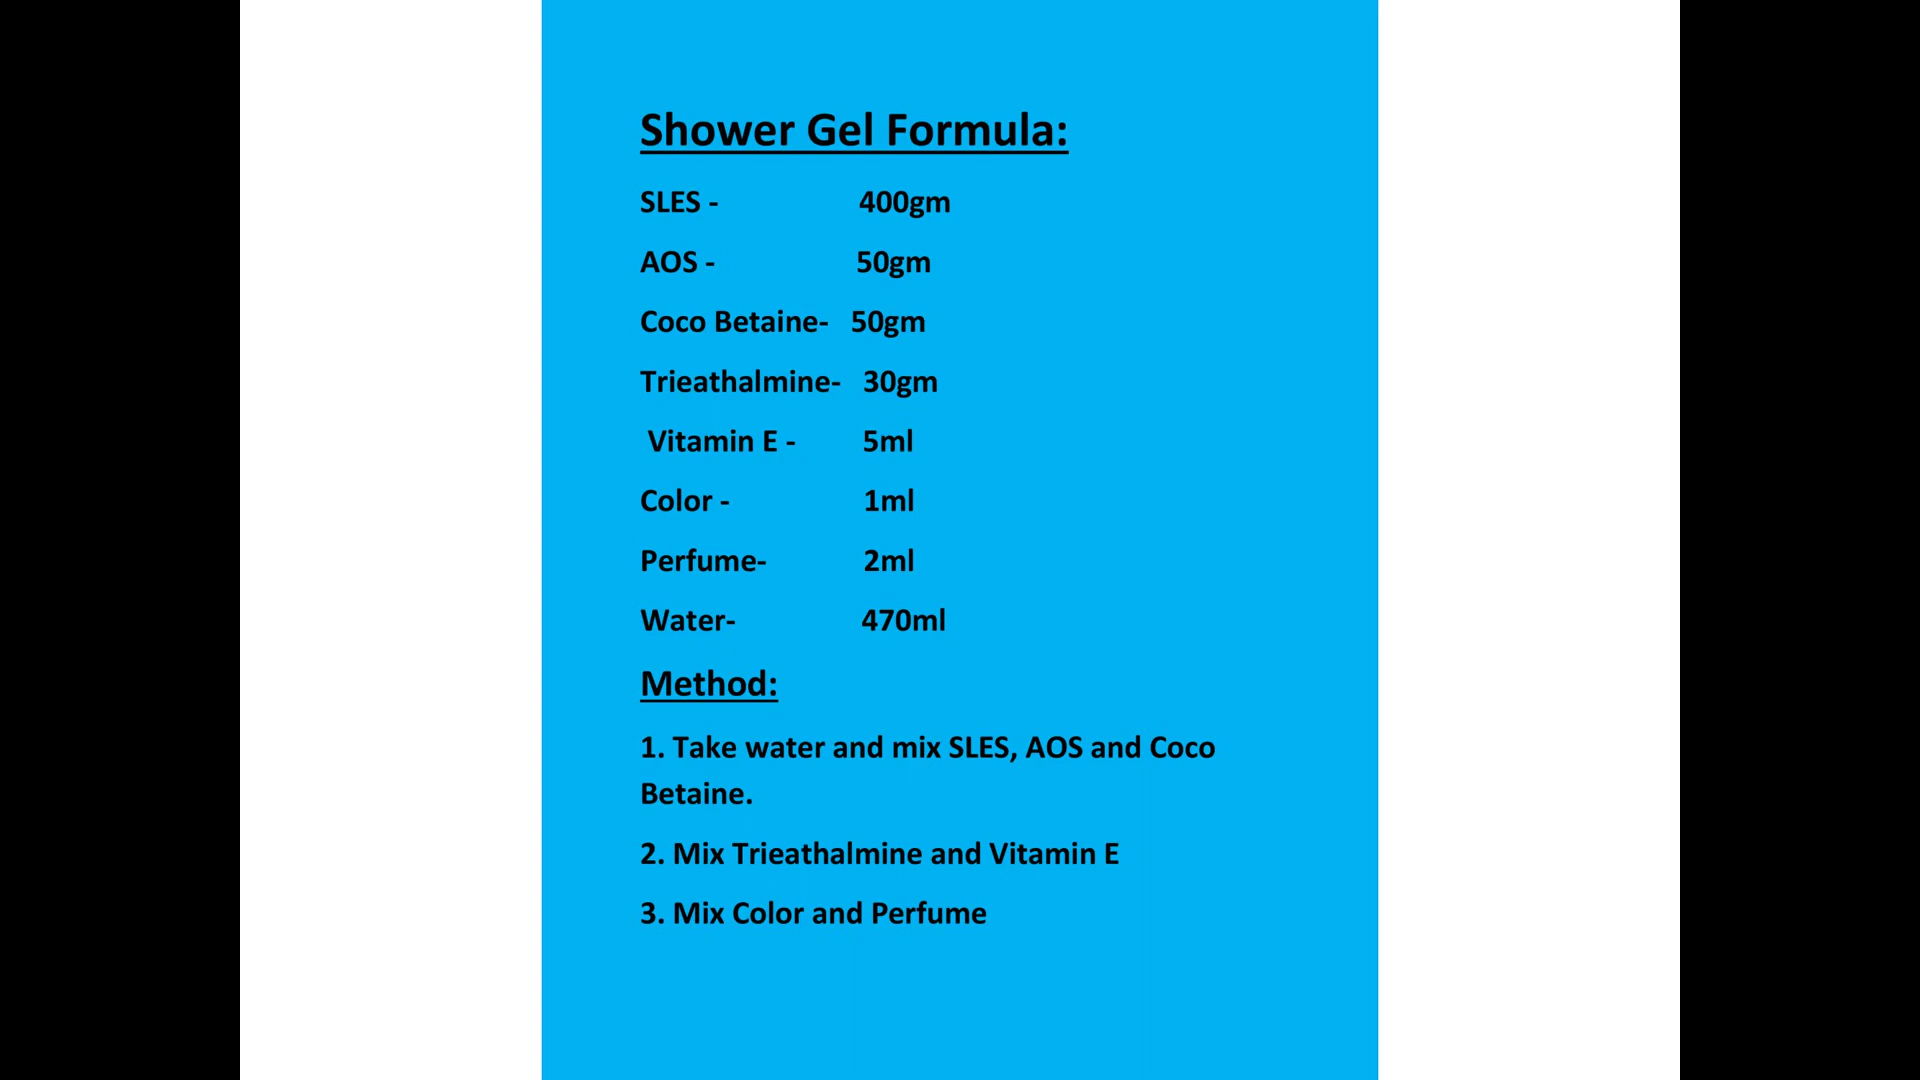 Shower Gel Formula:
SLES - 400gm
AOS - 50gm
Coco Betaine- 50gm
Trieathalmine- 30gm
Vitamin E - 5ml
Color - 1ml
Perfume- 2ml
Water- 470ml
Method:
1. Take water and mix SLES, AOS and Coco
Betaine.
2. Mix Trieathalmine and Vitamin E
3. Mix Color and Perfume